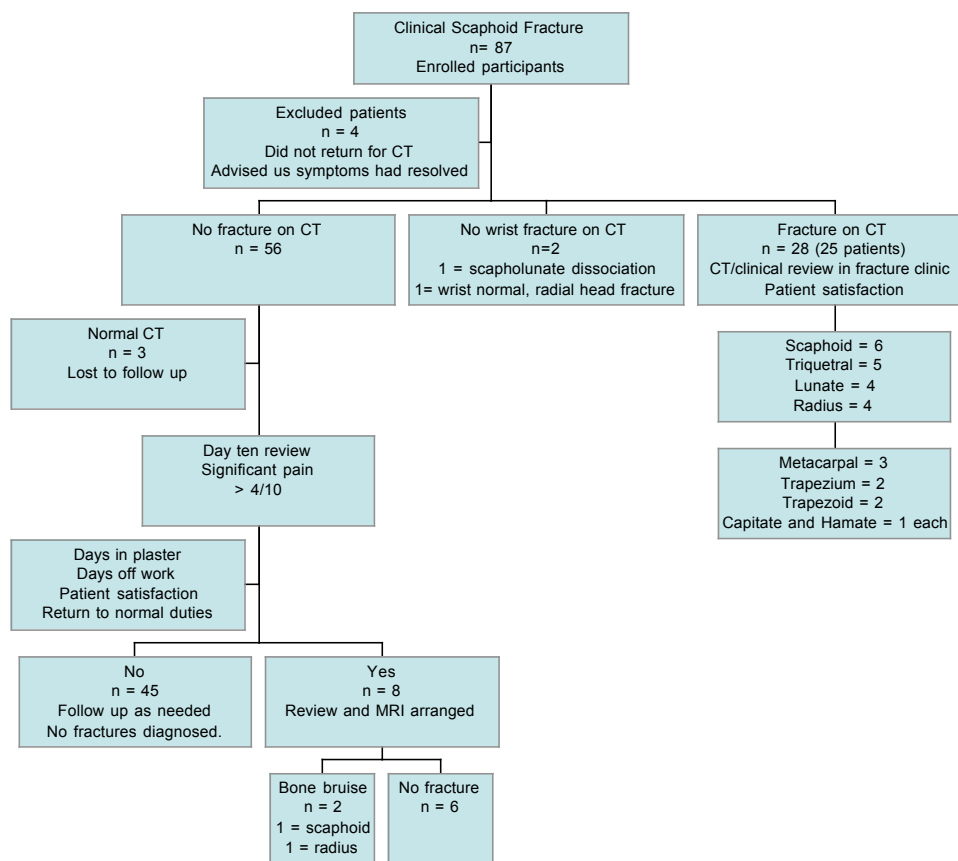 Clinical Scaphoid Fracture
n= 87
Enrolled participants
Excluded patients
n = 4
Did not return for CT
Advised us symptoms had resolved
No fracture on CT
n = 56
No wrist fracture on CT
n=2
1 = scapholunate dissociation
1= wrist normal, radial head fracture
Fracture on CT
n = 28 (25 patients)
CT/clinical review in fracture clinic
Patient satisfaction
Normal CT
n = 3
Lost to follow up
Scaphoid = 6
Triquetral = 5
Lunate = 4
Radius = 4
Day ten review
Significant pain
> 4/10
Metacarpal = 3
Trapezium = 2
Trapezoid = 2
Capitate and Hamate = 1 each
Days in plaster
Days off work
Patient satisfaction
Return to normal duties
No
n = 45
Follow up as needed
No fractures diagnosed.
Yes
n = 8
Review and MRI arranged
Bone bruise
n = 2
1 = scaphoid
1 = radius
No fracture
n = 6